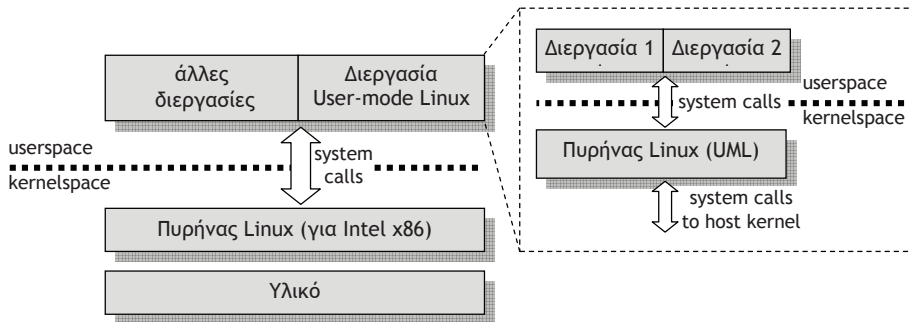 άλλες
διεργασίες
Διεργασία
User-mode Linux
userspace
kernelspace
system
calls
Πυρήνας Linux (για Intel x86)
Υλικό
Διεργασία 1
Διεργασία 2
system calls
userspace
kernelspace
Πυρήνας Linux (UML)
system calls
to host kernel